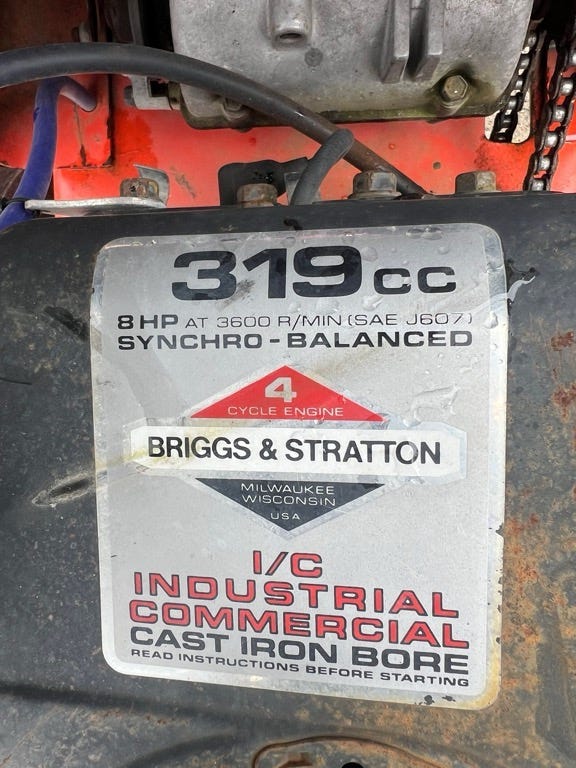 319cc
8 HP AT 3600 R/MIN (SAE J607)
SYNCHRO-BALANCED
4
CYCLE ENGINE
BRIGGS & STRATTON
MILWAUKEE
WISCONSIN
USA
I/C
INDUSTRIAL
COMMERCIAL
CAST IRON BORE
READ INSTRUCTIONS BEFORE STARTING